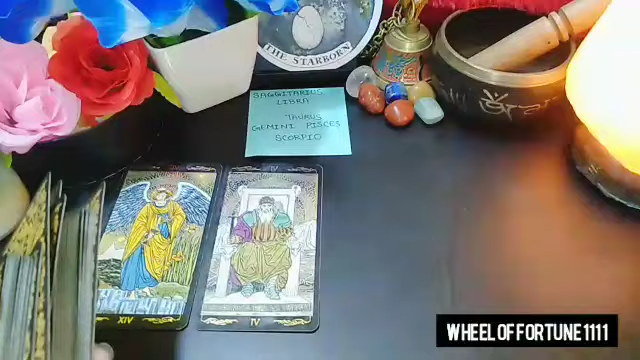 THE STARBORN
SAGGITARIUS
LIBRA
TAURUS
GEMINI PISCES
SCORPIO
XIV
IV
WHEEL OF FORTUNE 1111